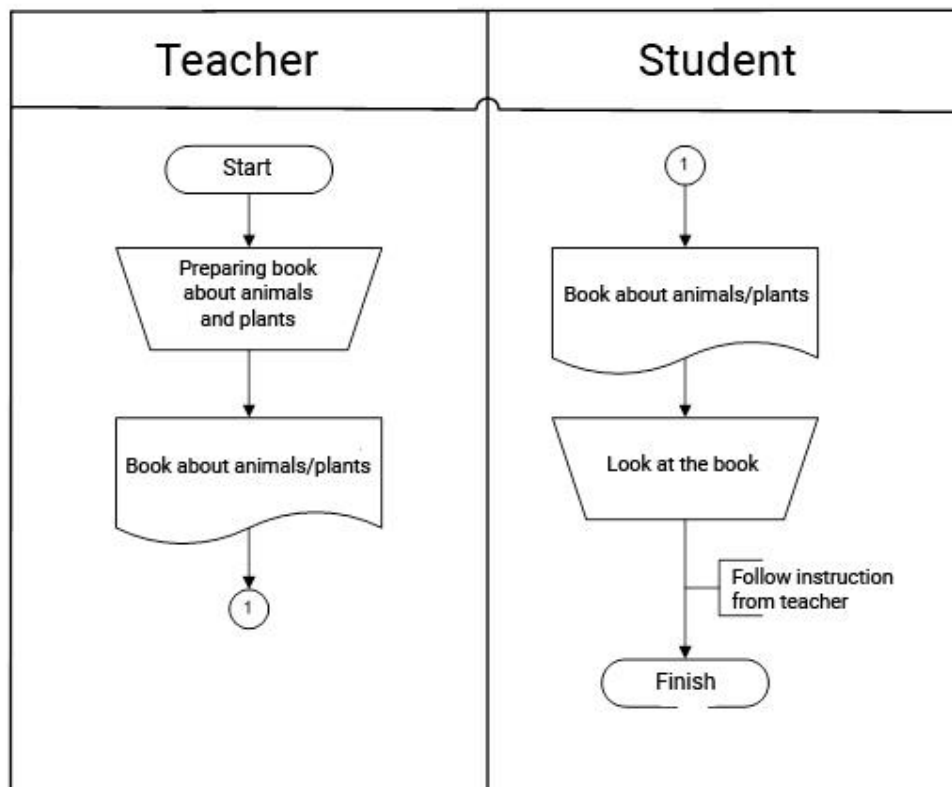 Teacher
Start
Preparing book
about animals
and plants
Book about animals/plants
1
Student
1
Book about animals/plants
Look at the book
Follow instruction
from teacher
Finish